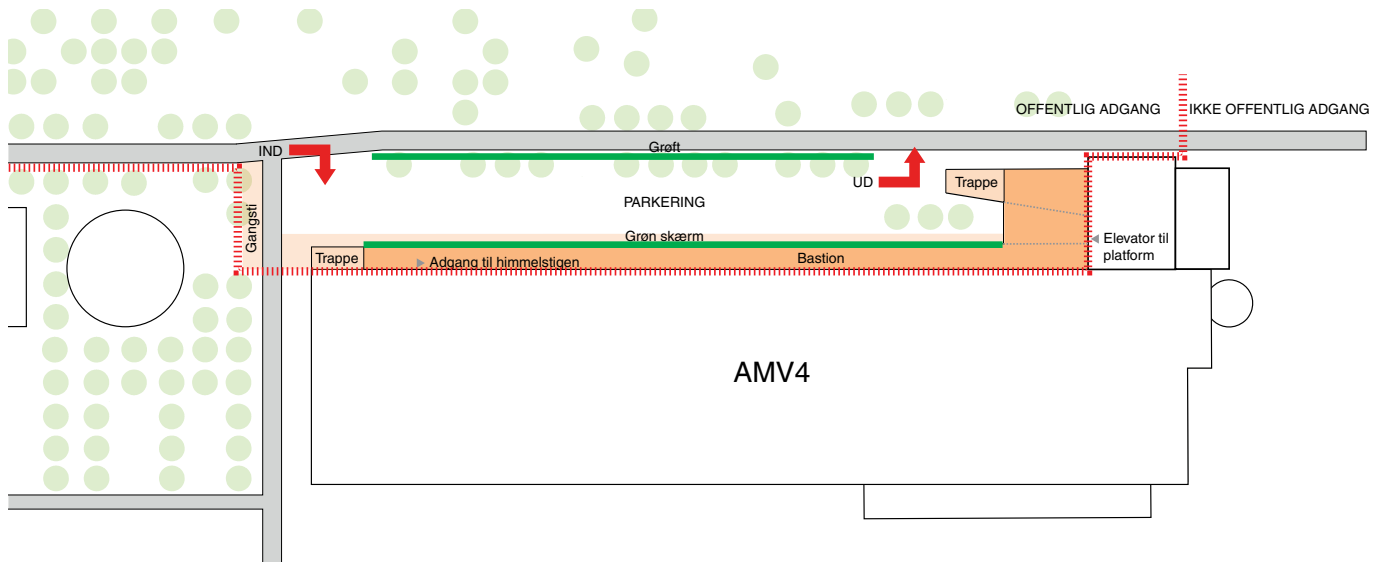 OFFENTLIG ADGANG
IKKE OFFENTLIG ADGANG
IND
Grøft
UD
Trappe
PARKERING
Gangsti
Grøn skærm
Elevator til
platform
Trappe
Adgang til himmelstigen
Bastion
AMV4